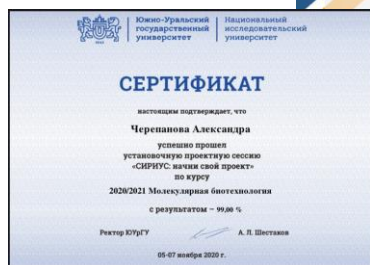 Южно-Уральский
государственный
университет
Национальный
исследовательский
университет
СЕРТИФИКАТ
настоящим подтверждает, что
Черепанова Александра
успешно прошел
установочную проектную сессию
«СИРИУС: начни свой проект»
по курсу
2020/2021 Молекулярная биотехнология
с результатом – 99,00 %
Ректор ЮУрГУ А. Л. Шестаков
05-07 ноября 2020 г.